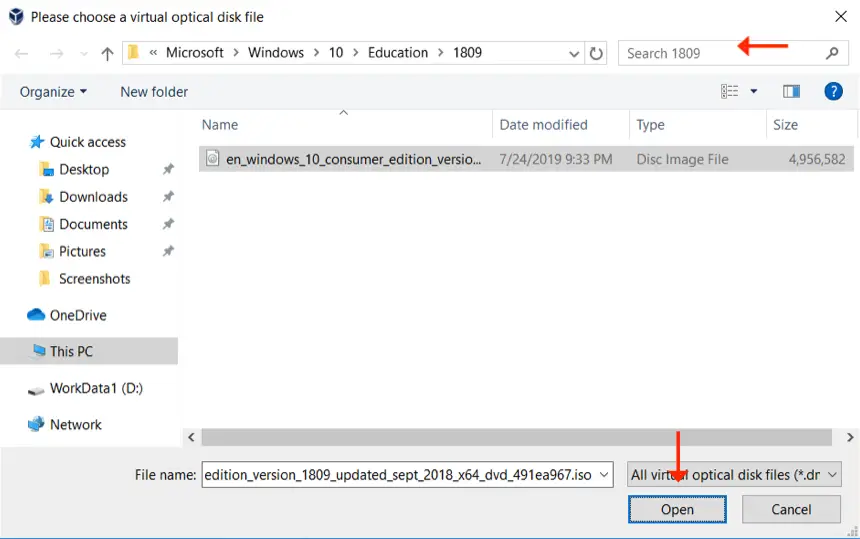 Please choose a virtual optical disk file
« Microsoft > Windows > 10 > Education > 1809
Search 1809
Organize
New folder
?
Name
Date modified
Type
Size
Quick access
Desktop
Downloads
Documents
Pictures
Screenshots
OneDrive
This PC
WorkData1 (D:)
Network
en_windows_10_consumer_edition_versio...
7/24/2019 9:33 PM
Disc Image File
4,956,582
File name:
edition_version_1809_updated_sept_2018_x64_dvd_491ea967.iso
All virtual optical disk files (*.dr
Open
Cancel